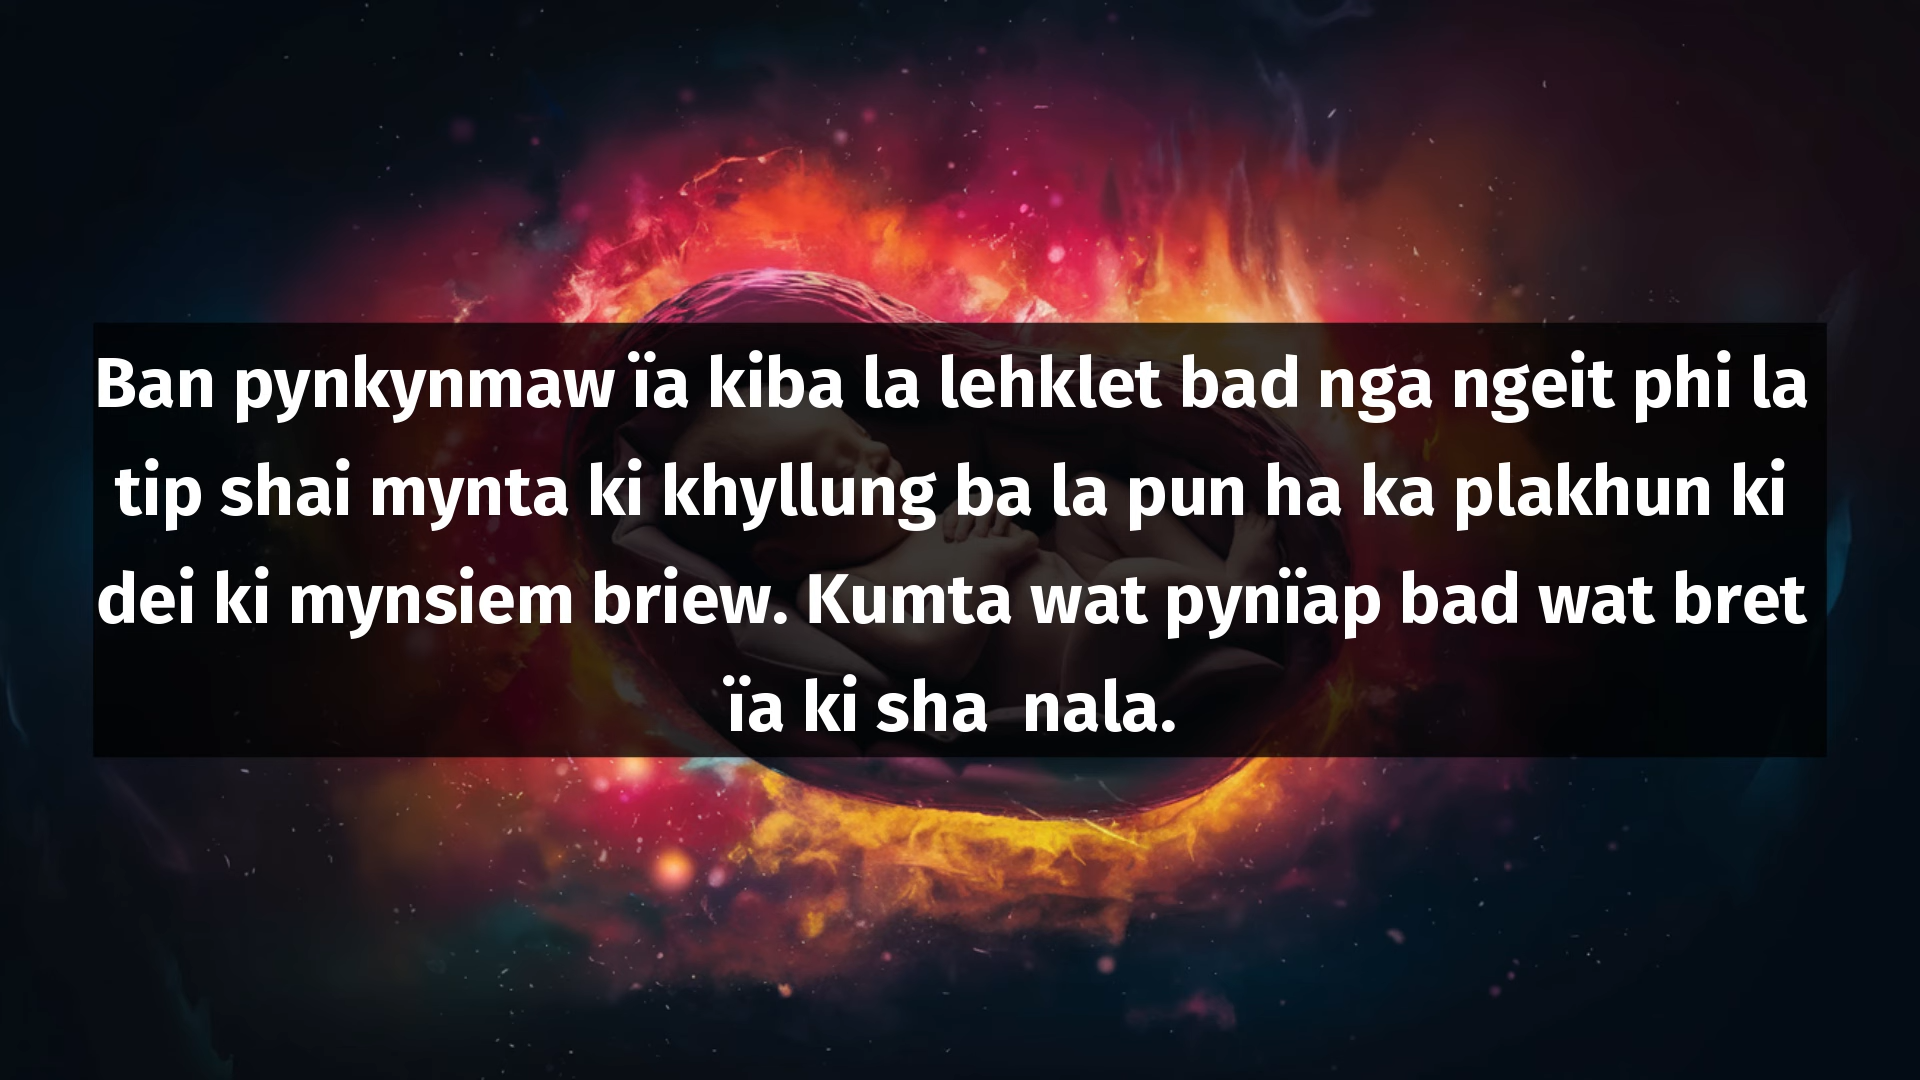 Ban pynkynmaw ïa kiba la lehklet bad nga ngeit phi la
tip shai mynta ki khyllung ba la pun ha ka plakhun ki
dei ki mynsiem briew. Kumta wat pynïap bad wat bret
ïa ki sha  nala.